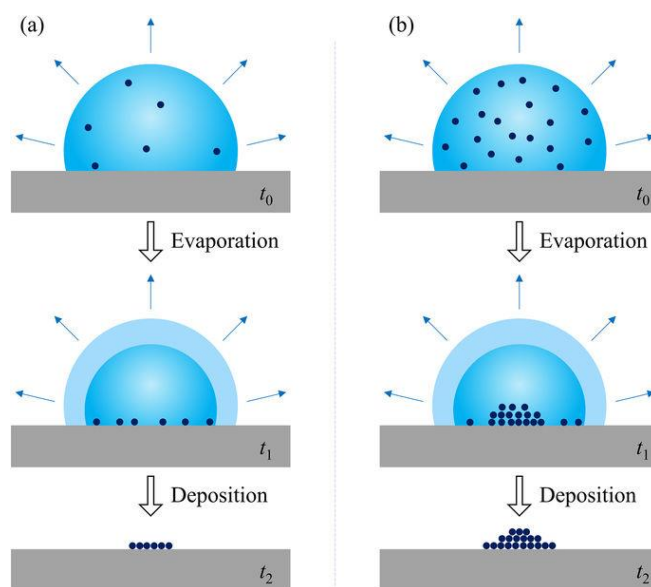 (a)
t0
Evaporation
t1
Deposition
t2
(b)
t0
Evaporation
t1
Deposition
t2